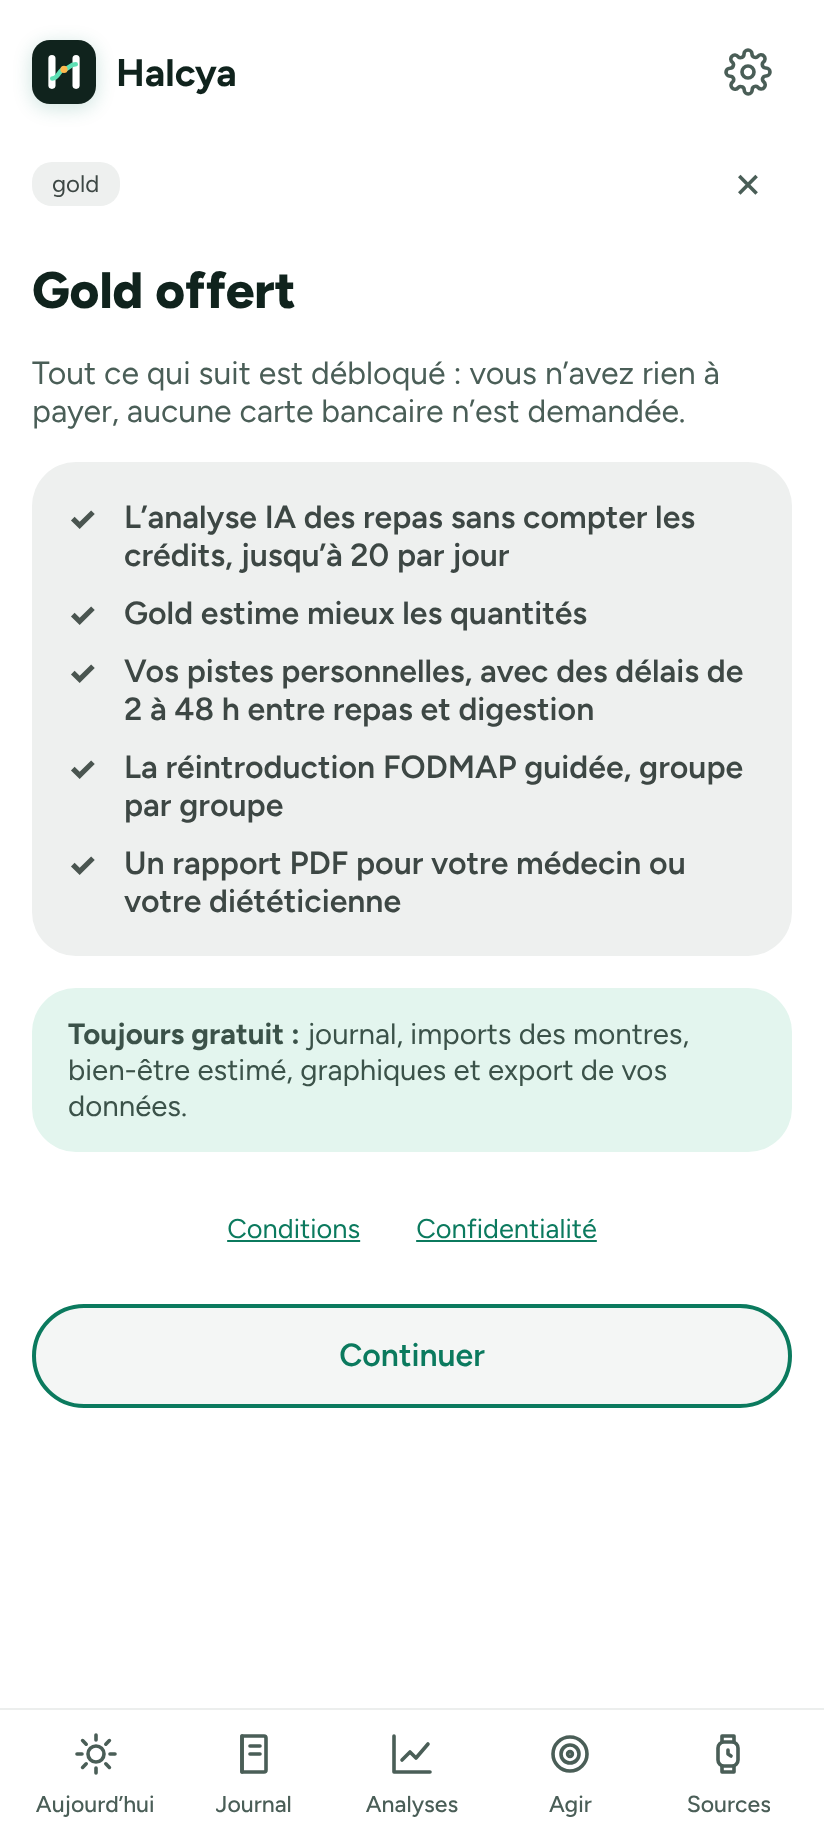 Halcya
gold
Gold offert
Tout ce qui suit est débloqué : vous n’avez rien à
payer, aucune carte bancaire n’est demandée.
L’analyse IA des repas sans compter les
crédits, jusqu’à 20 par jour
Gold estime mieux les quantités
Vos pistes personnelles, avec des délais de
2 à 48 h entre repas et digestion
La réintroduction FODMAP guidée, groupe
par groupe
Un rapport PDF pour votre médecin ou
votre diététicienne
Toujours gratuit : journal, imports des montres,
bien-être estimé, graphiques et export de vos
données.
Conditions Confidentialité
Continuer
Aujourd’hui Journal Analyses Agir Sources